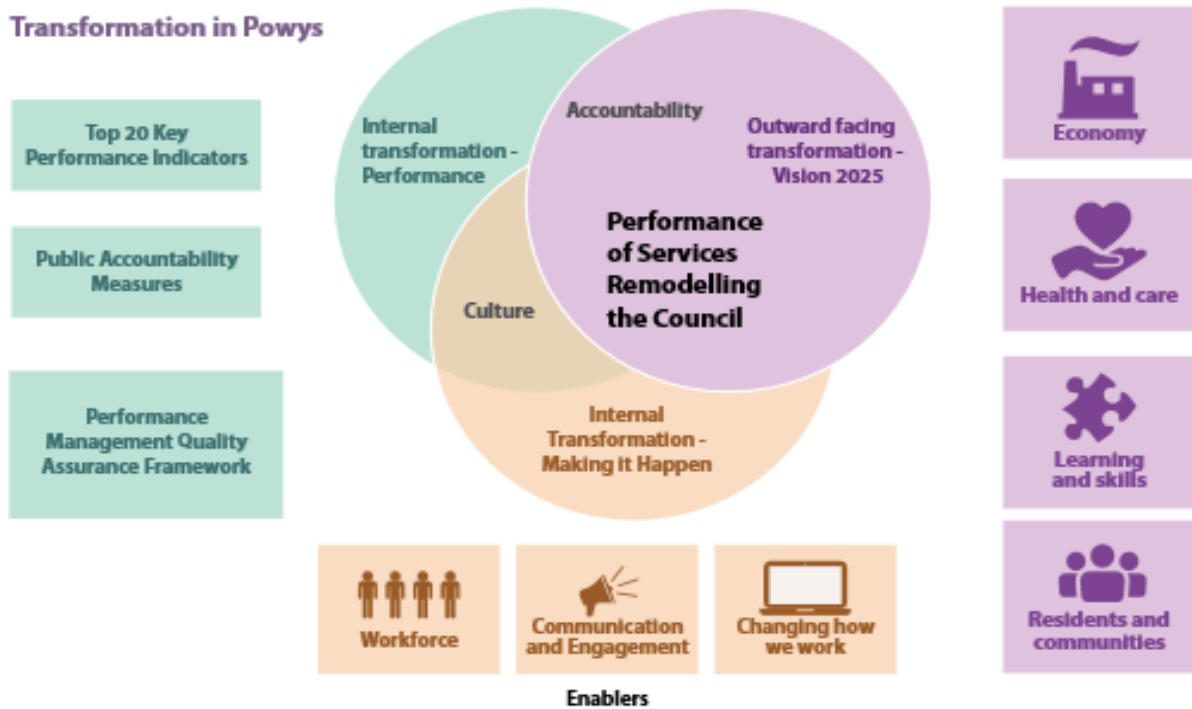 Transformation in Powys
Top 20 Key
Performance Indicators
Public Accountability
Measures
Performance
Management Quality
Assurance Framework
Internal
transformation -
Performance
Accountability
Outward facing
transformation -
Vision 2025
Performance
of Services
Remodelling
the Council
Culture
Internal
Transformation -
Making it Happen
Workforce
Communication
and Engagement
Changing how
we work
Enablers
Economy
Health and care
Learning
and skills
Residents and
communities